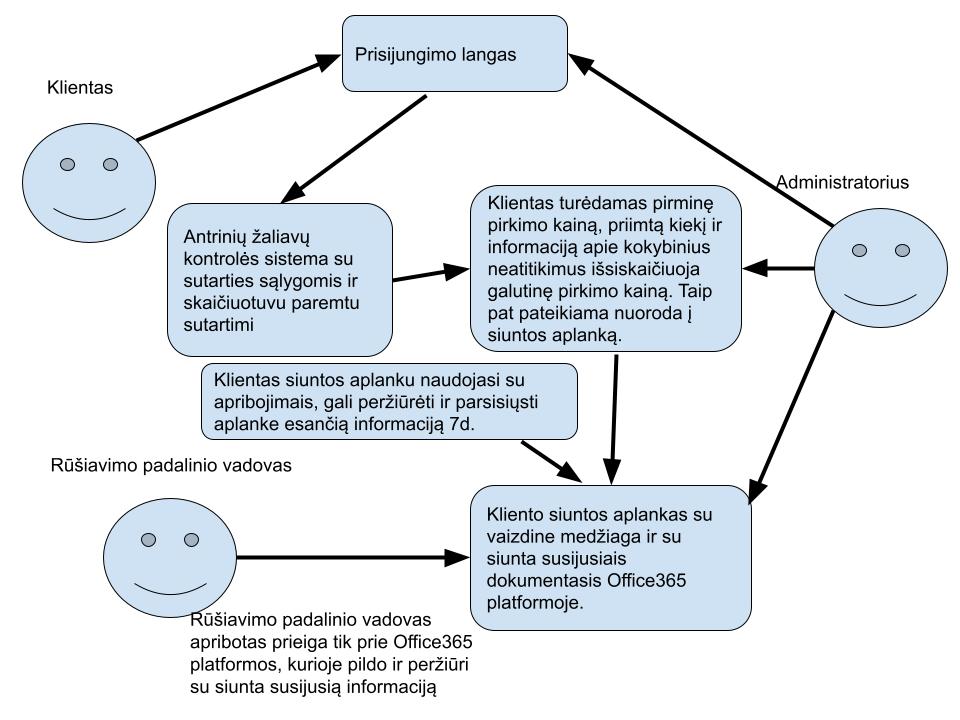 Prisijungimo langas
Klientas
Administratorius
Antrinių žaliavų
kontrolės sistema su
sutarties sąlygomis ir
skaičiuotuvu paremtu
sutartimi
Klientas turėdamas pirminę
pirkimo kainą, priimtą kiekį ir
informaciją apie kokybinius
neatitikimus išsiskaičiuoja
galutinę pirkimo kainą. Taip
pat pateikiama nuoroda į
siuntos aplanką.
Klientas siuntos aplanku naudojasi su
apribojimais, gali peržiūrėti ir parsisiųsti
aplanke esančią informaciją 7d.
Rūšiavimo padalinio vadovas
Kliento siuntos aplankas su
vaizdine medžiaga ir su
siunta susijusiais
dokumentasis Office365
platformoje.
Rūšiavimo padalinio vadovas
apribotas prieiga tik prie Office365
platformos, kurioje pildo ir peržiūri
su siunta susijusią informaciją